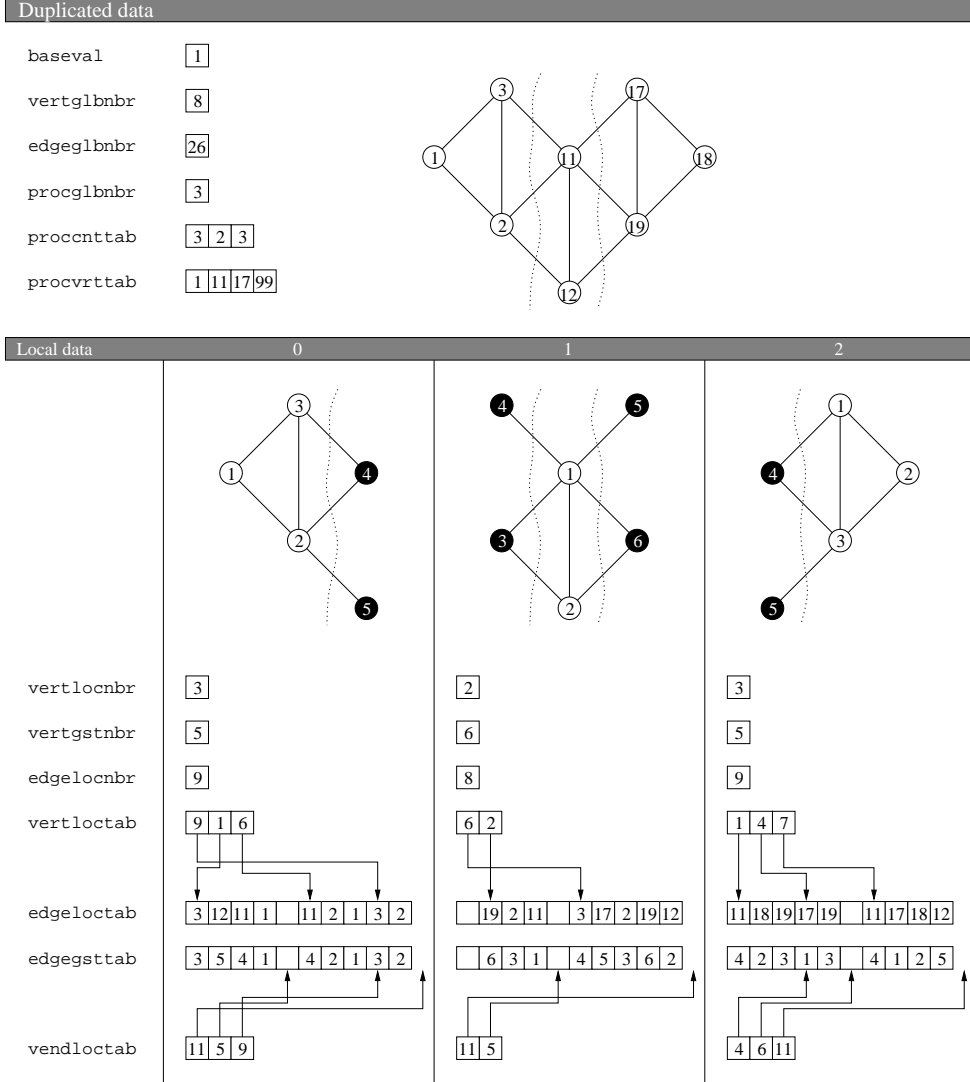 Duplicated data
baseval 1
vertglbnbr 8
edgeglbnbr 26
procglbnbr 3
proccnttab 3 2 3
procvrttab 1 11 17 99
3 17
1 11 18
2 19
12
Local data 0 1 2
3 4 5 1
1 4 1 4 2
2 3 6 3
5 2 5
vertlocnbr 3 2 3
vertgstnbr 5 6 5
edgelocnbr 9 8 9
vertloctab 9 1 6 6 2 1 4 7
edgeloctab 3 12 11 1 11 2 1 3 2 19 2 11 3 17 2 19 12 11 18 19 17 19 11 17 18 12
edgegsttab 3 5 4 1 4 2 1 3 2 6 3 1 4 5 3 6 2 4 2 3 1 3 4 1 2 5
vendloctab 11 5 9 11 5 4 6 11